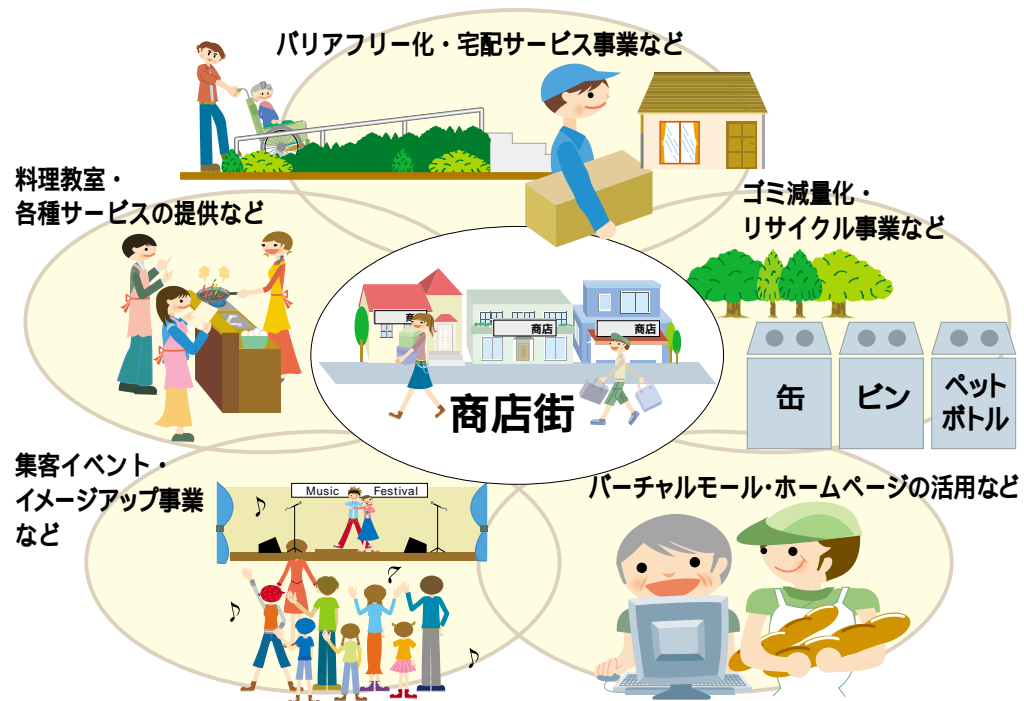 バリアフリー化・宅配サービス事業など
料理教室・
各種サービスの提供など
ゴミ減量化・
リサイクル事業など
商
商店
商店
商店街
缶
ビン
ペット
ボトル
集客イベント・
イメージアップ事業
など
Music Festival
バーチャルモール・ホームページの活用など